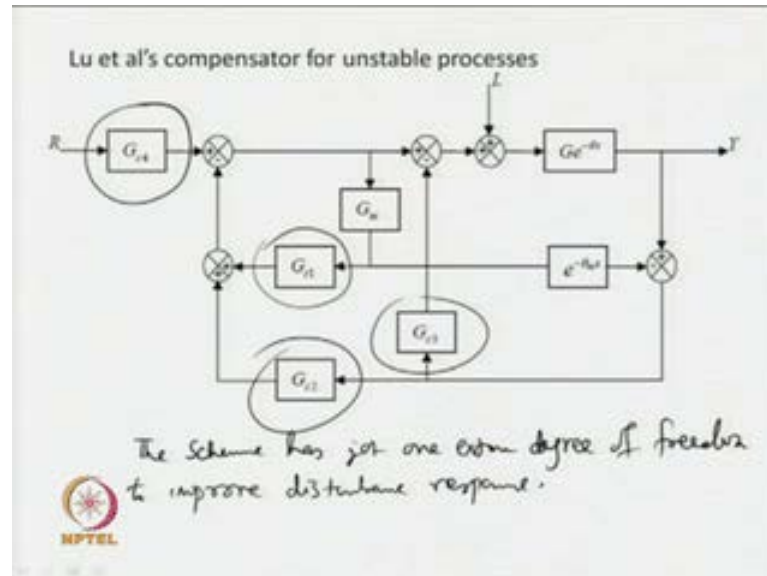 Lu et al's compensator for unstable processes
L
R
G_{c4}
Ge^{-θs}
Y
G_m
G_{c1}
e^{-θ_m s}
G_{c3}
G_{c2}
The scheme has got one extra degree of freedom
to improve disturbance response.
NPTEL